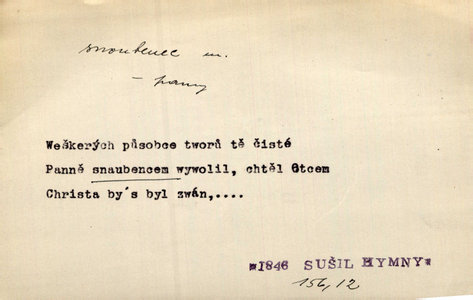 snoubenec m.
– panny
Weškerých působce tworů tě čisté
Panně snaubencem wywolil, chtěl Otcem
Christa by's byl zwán,....
*1846 SUŠIL HYMNY*
156,12